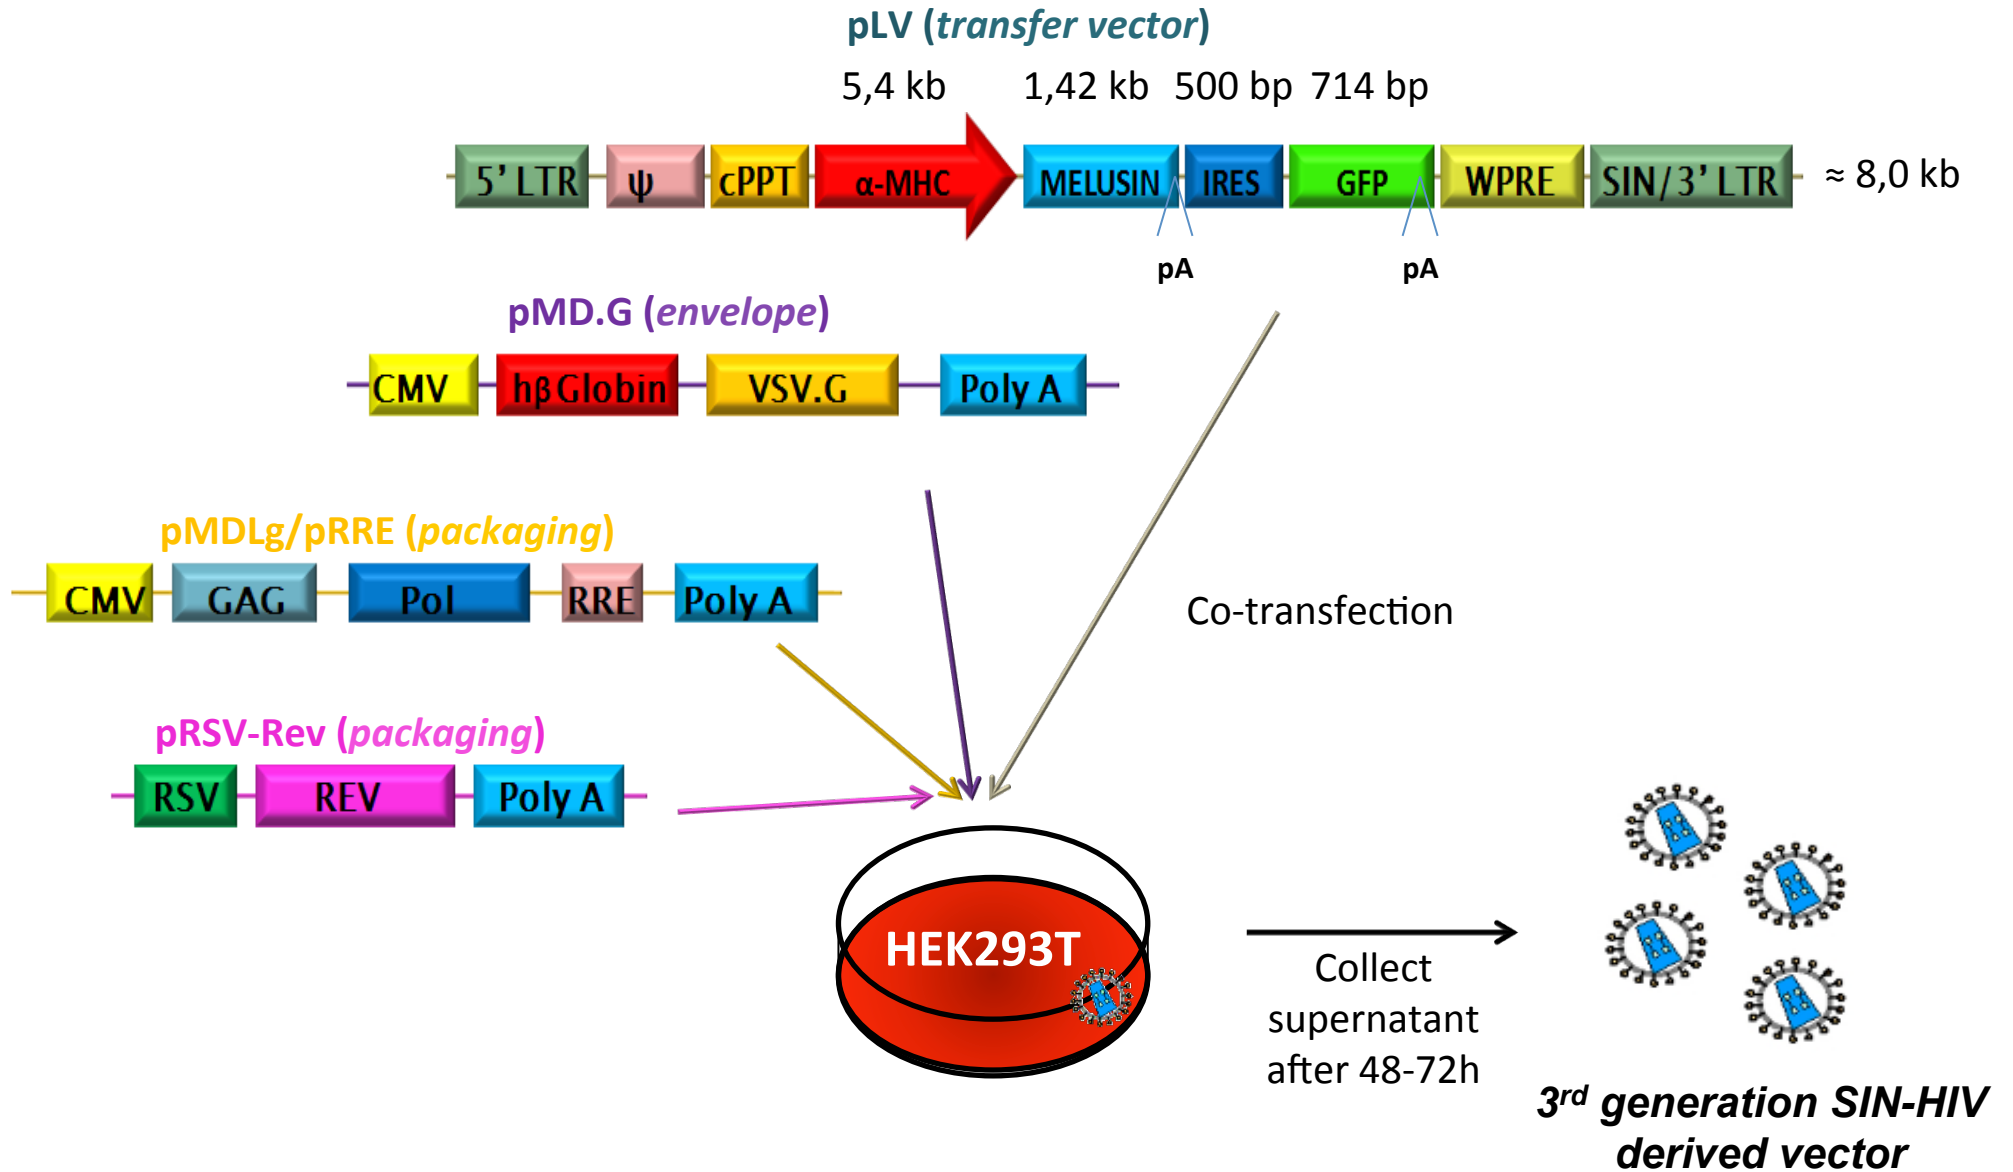 pLV (transfer vector)
5,4 kb 1,42 kb 500 bp 714 bp
5' LTR ψ cPPT α-MHC MELUSIN IRES GFP WPRE SIN/3' LTR ≈ 8,0 kb
pA pA
pMD.G (envelope)
CMV hβGlobin VSV.G Poly A
pMDLg/pRRE (packaging)
CMV GAG Pol RRE Poly A
Co-transfection
pRSV-Rev (packaging)
RSV REV Poly A
HEK293T
Collect
supernatant
after 48-72h
3rd generation SIN-HIV
derived vector